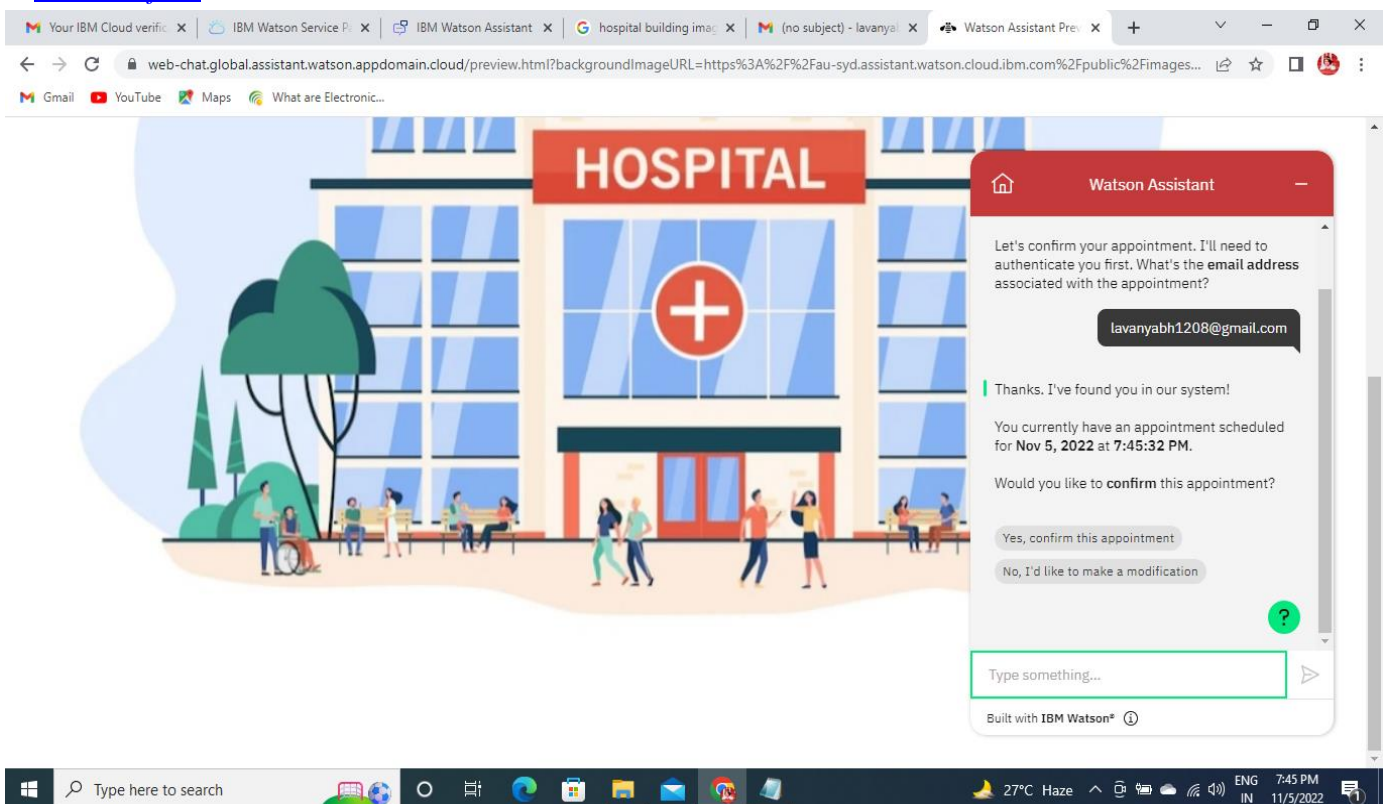 Your IBM Cloud verific
IBM Watson Service P
IBM Watson Assistant
hospital building imag
(no subject) - lavanyal
Watson Assistant Prev
web-chat.global.assistant.watson.appdomain.cloud/preview.html?backgroundImageURL=https%3A%2F%2Fau-syd.assistant.watson.cloud.ibm.com%2Fpublic%2Fimages...
Gmail
YouTube
Maps
What are Electronic...
HOSPITAL
Watson Assistant
Let's confirm your appointment. I'll need to
authenticate you first. What's the email address
associated with the appointment?
lavanyabh1208@gmail.com
Thanks. I've found you in our system!
You currently have an appointment scheduled
for Nov 5, 2022 at 7:45:32 PM.
Would you like to confirm this appointment?
Yes, confirm this appointment
No, I'd like to make a modification
?
Type something...
Built with IBM Watson®
Type here to search
27°C Haze
ENG
IN
7:45 PM
11/5/2022
1